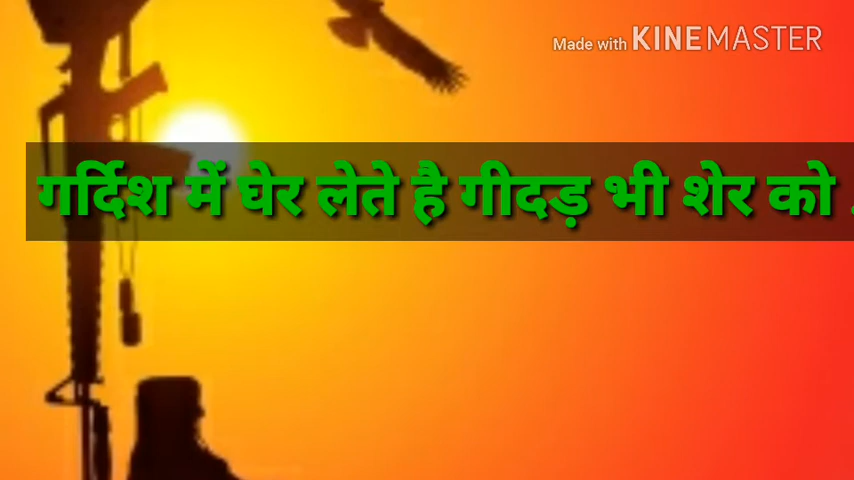 Made with KINEMASTER
गर्दिश में घेर लेते है गीदड़ भी शेर को